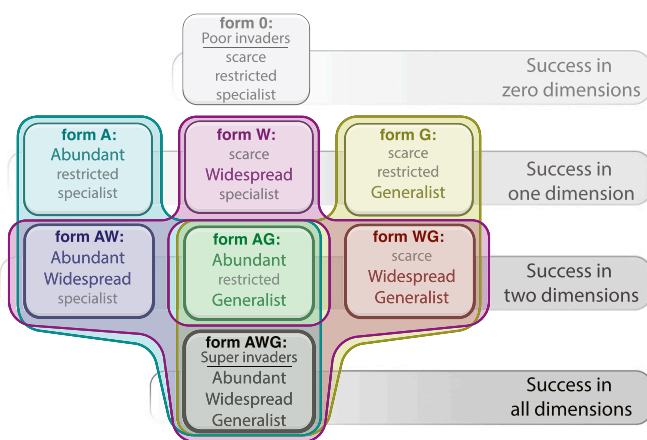 form 0:
Poor invaders
scarce
restricted
specialist
Success in
zero dimensions
form A:
Abundant
restricted
specialist
form W:
scarce
Widespread
specialist
form G:
scarce
restricted
Generalist
Success in
one dimension
form AW:
Abundant
Widespread
specialist
form AG:
Abundant
restricted
Generalist
form WG:
scarce
Widespread
Generalist
Success in
two dimensions
form AWG:
Super invaders
Abundant
Widespread
Generalist
Success in
all dimensions